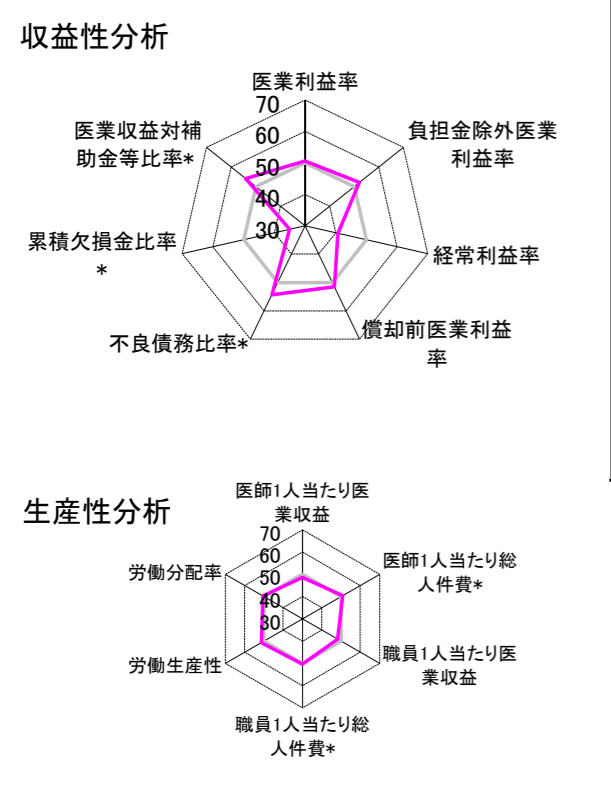 収益性分析
医業利益率
70
60
50
40
30
負担金除外医業
利益率
経常利益率
償却前医業利益
率
不良債務比率*
累積欠損金比率
*
医業収益対補
助金等比率*
生産性分析
医師1人当たり医
業収益
70
60
50
40
30
医師1人当たり総
人件費*
職員1人当たり医
業収益
職員1人当たり総
人件費*
労働生産性
労働分配率